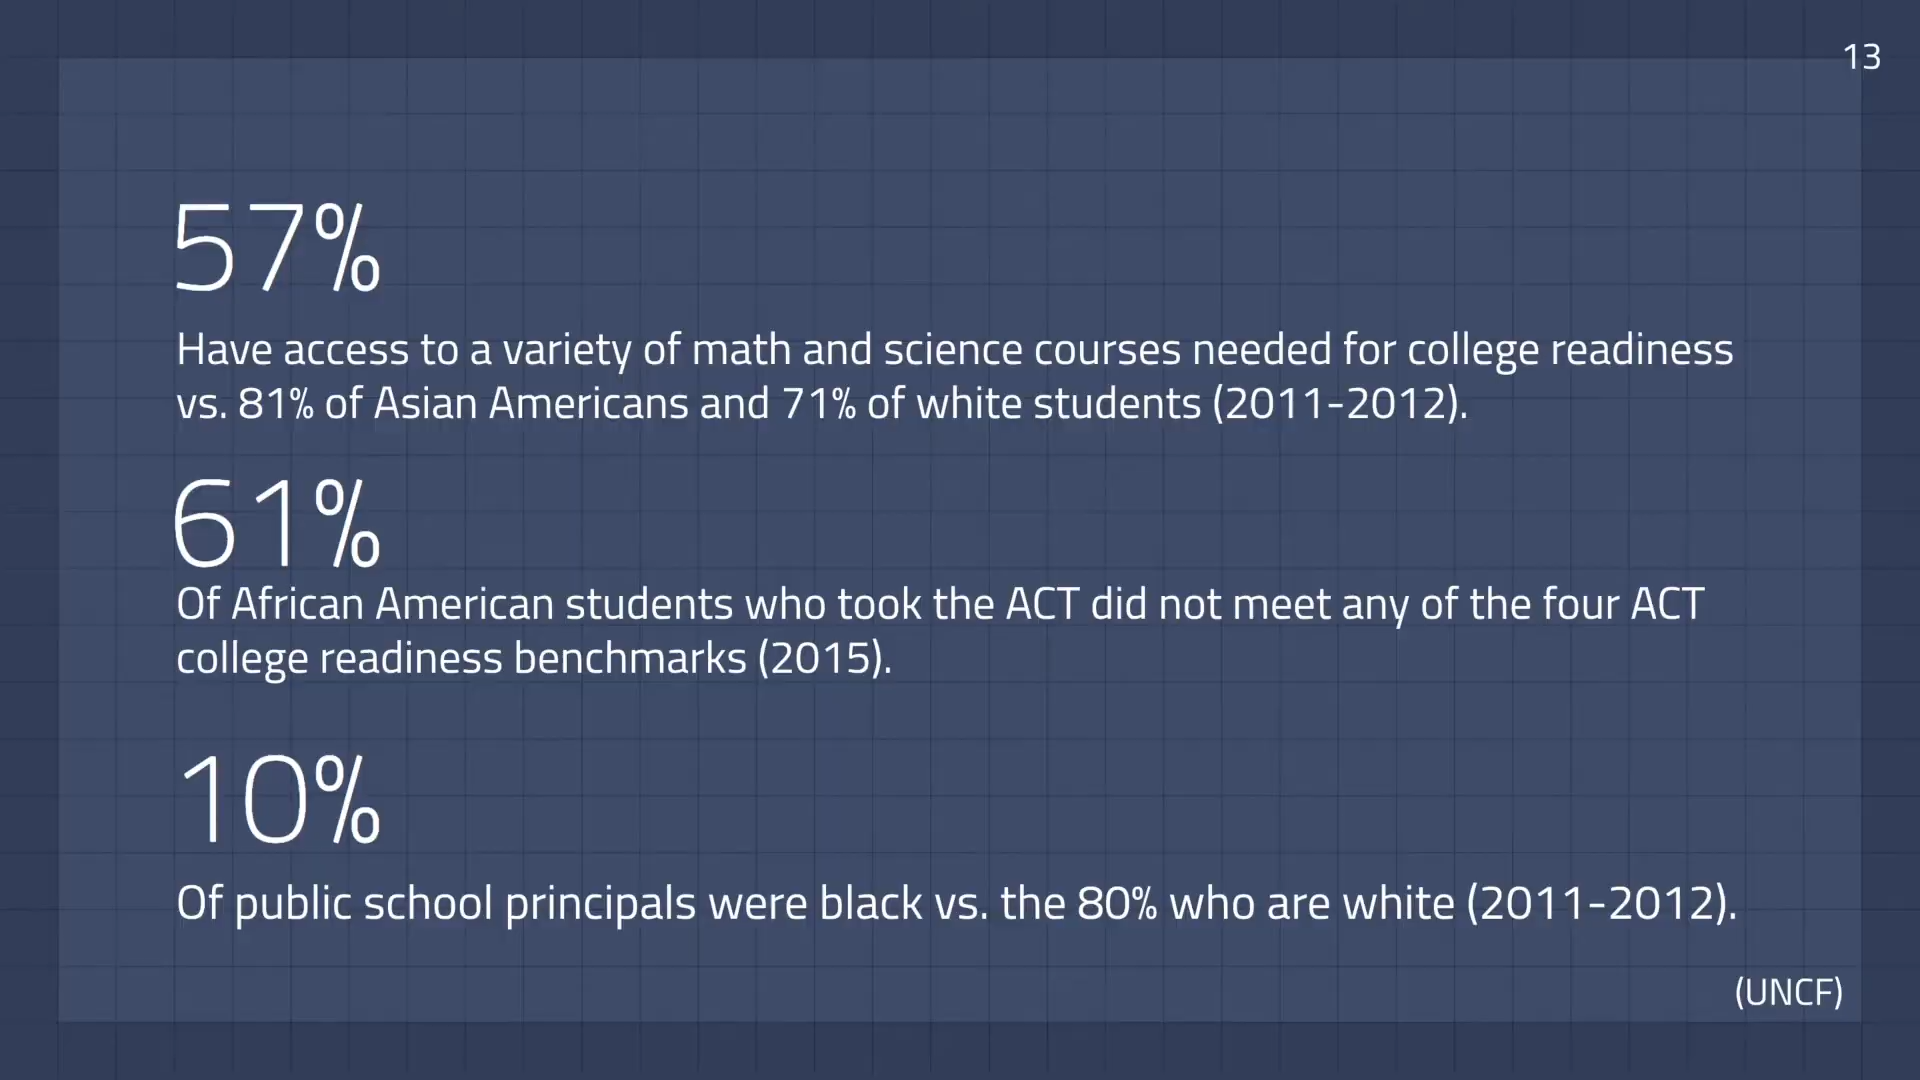 13
57%
Have access to a variety of math and science courses needed for college readiness
vs. 81% of Asian Americans and 71% of white students (2011-2012).
61%
Of African American students who took the ACT did not meet any of the four ACT
college readiness benchmarks (2015).
10%
Of public school principals were black vs. the 80% who are white (2011-2012).
(UNCF)